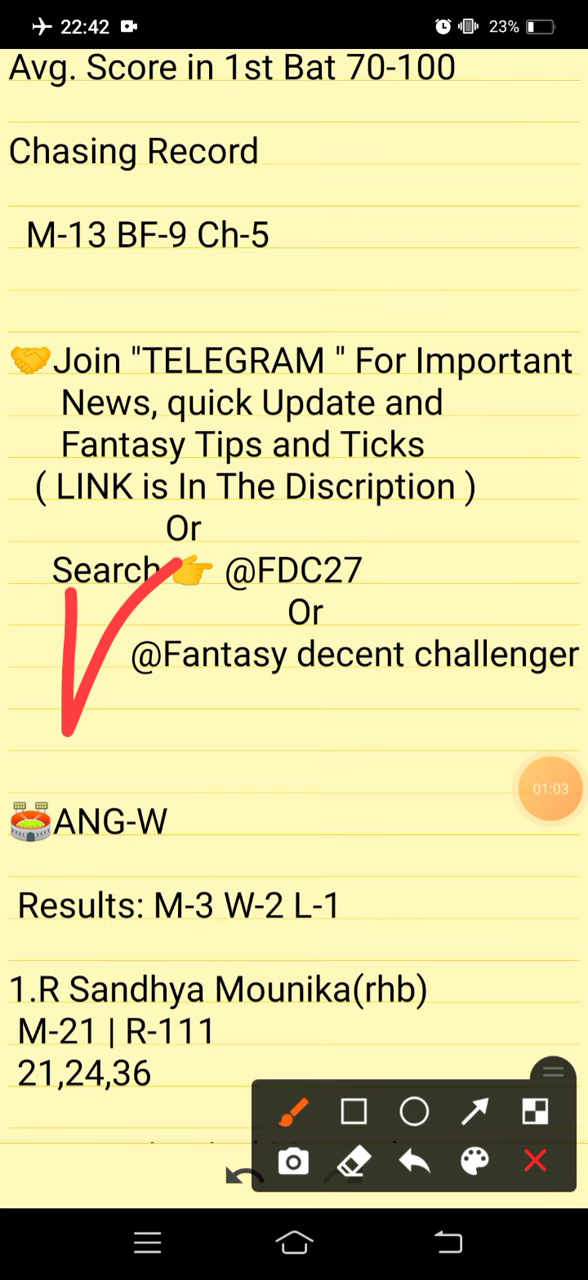 22:42
23%
Avg. Score in 1st Bat 70-100
Chasing Record
M-13 BF-9 Ch-5
Join "TELEGRAM " For Important
News, quick Update and
Fantasy Tips and Ticks
( LINK is In The Discription )
Or
Search 👉 @FDC27
Or
@Fantasy decent challenger
01:03
ANG-W
Results: M-3 W-2 L-1
1.R Sandhya Mounika(rhb)
M-21 | R-111
21,24,36